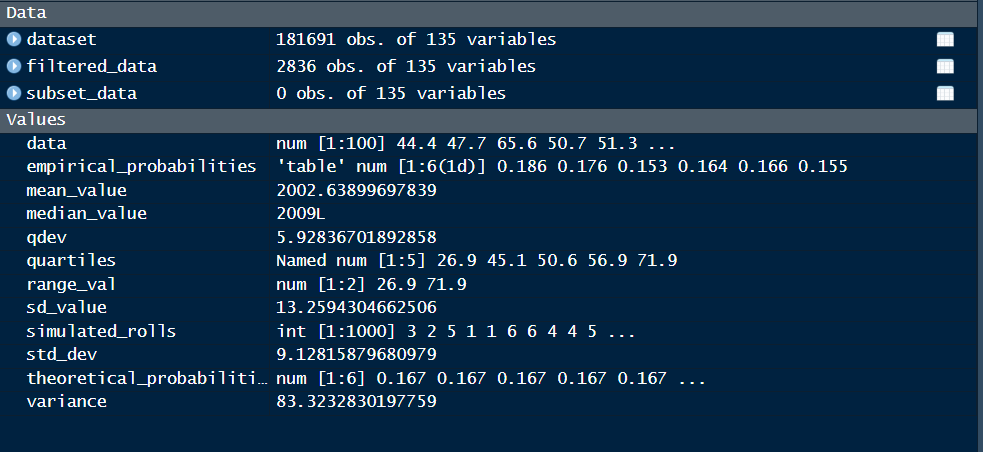 Data
dataset 181691 obs. of 135 variables
filtered_data 2836 obs. of 135 variables
subset_data 0 obs. of 135 variables
Values
data num [1:100] 44.4 47.7 65.6 50.7 51.3 ...
empirical_probabilities 'table' num [1:6(1d)] 0.186 0.176 0.153 0.164 0.166 0.155
mean_value 2002.63899697839
median_value 2009L
qdev 5.92836701892858
quartiles Named num [1:5] 26.9 45.1 50.6 56.9 71.9
range_val num [1:2] 26.9 71.9
sd_value 13.2594304662506
simulated_rolls int [1:1000] 3 2 5 1 1 6 6 4 4 5 ...
std_dev 9.12815879680979
theoretical_probabiliti… num [1:6] 0.167 0.167 0.167 0.167 0.167 ...
variance 83.3232830197759